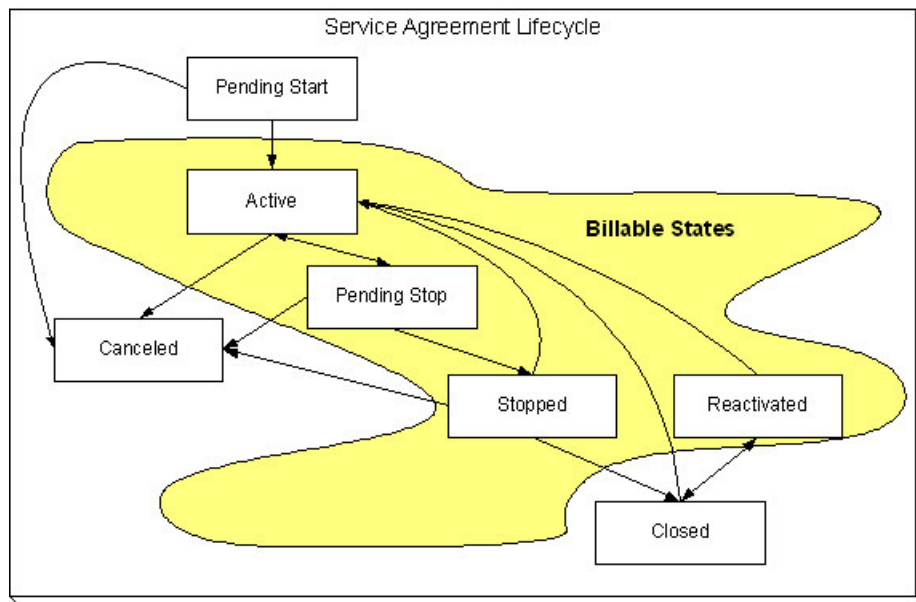 Service Agreement Lifecycle
Pending Start
Active
Billable States
Pending Stop
Canceled
Stopped
Reactivated
Closed